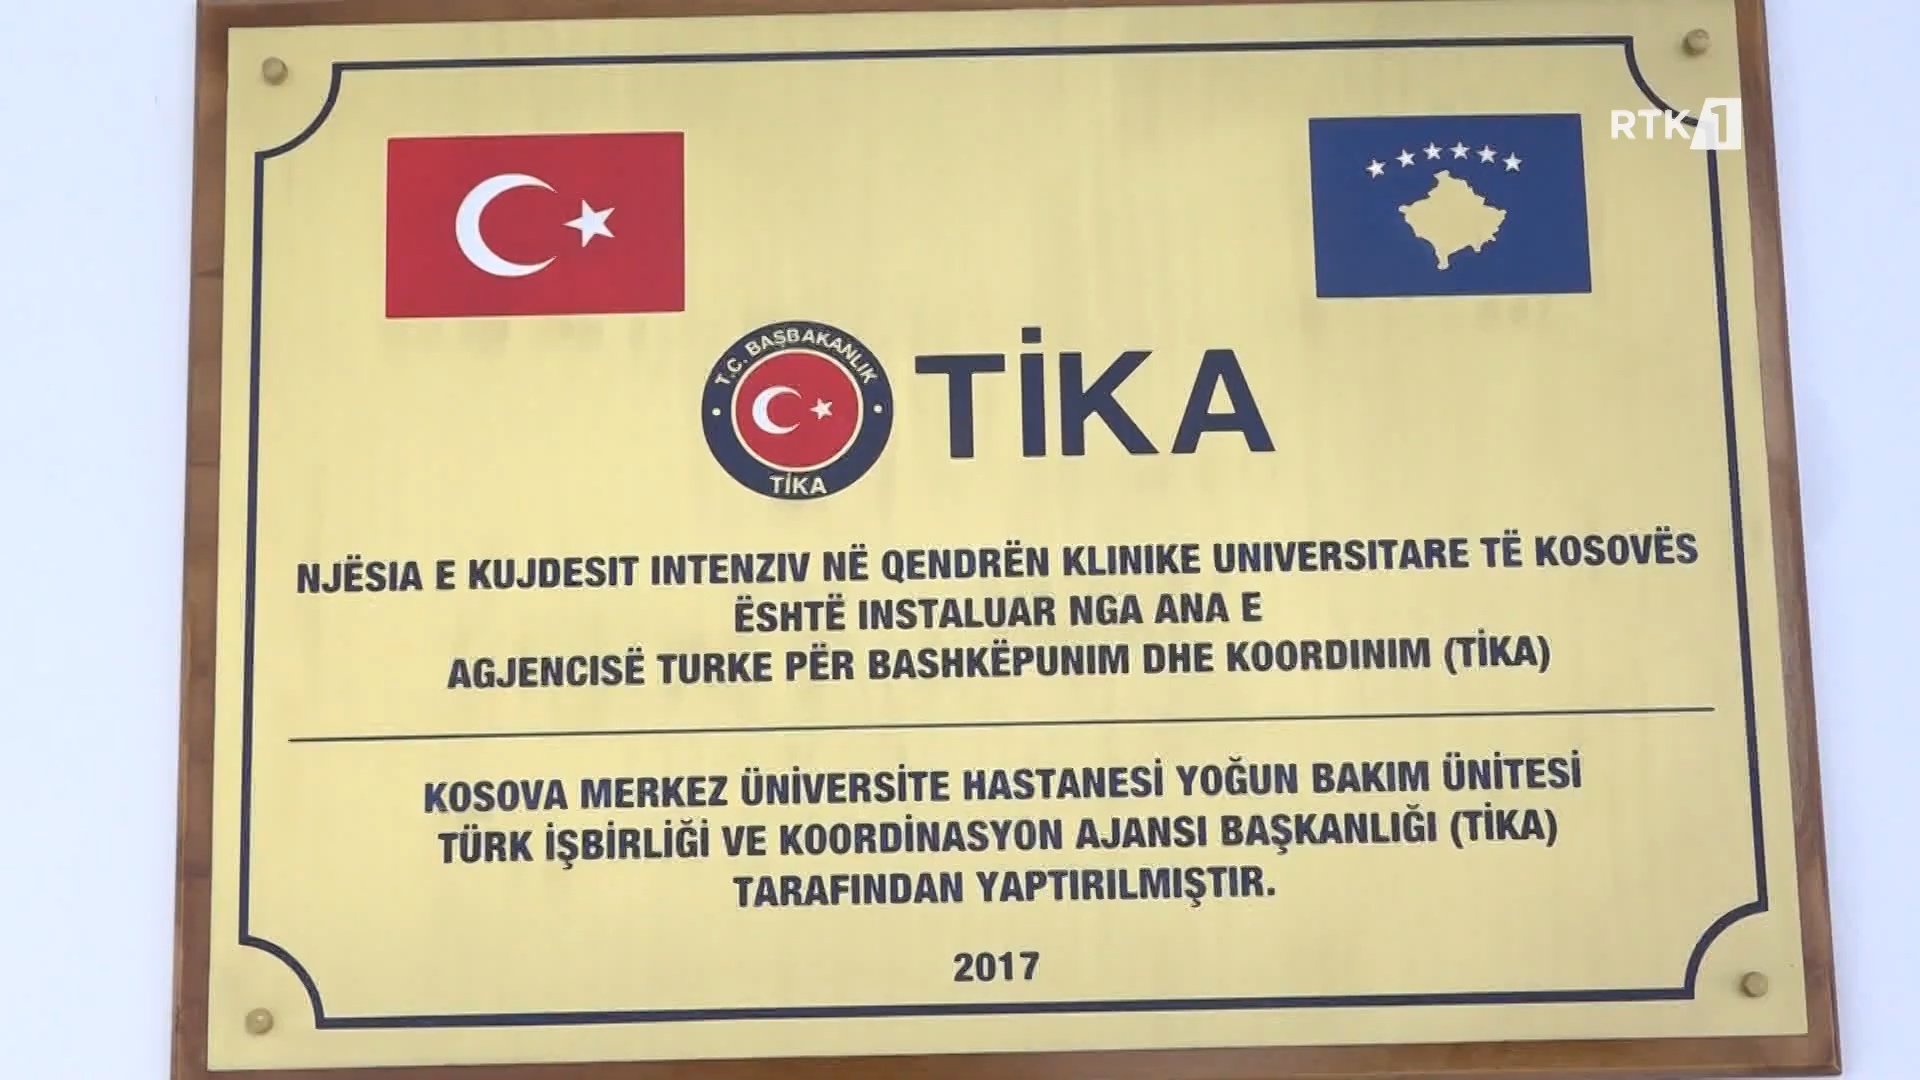 RTK 1
T.C. BAŞBAKANLIK
TİKA
TİKA
NJËSIA E KUJDESIT INTENZIV NË QENDRËN KLINIKE UNIVERSITARE TË KOSOVËS
ËSHTË INSTALUAR NGA ANA E
AGJENCISË TURKE PËR BASHKËPUNIM DHE KOORDINIM (TİKA)
KOSOVA MERKEZ ÜNİVERSİTE HASTANESİ YOĞUN BAKIM ÜNİTESİ
TÜRK İŞBİRLİĞİ VE KOORDİNASYON AJANSI BAŞKANLIĞI (TİKA)
TARAFINDAN YAPTIRILMIŞTIR.
2017